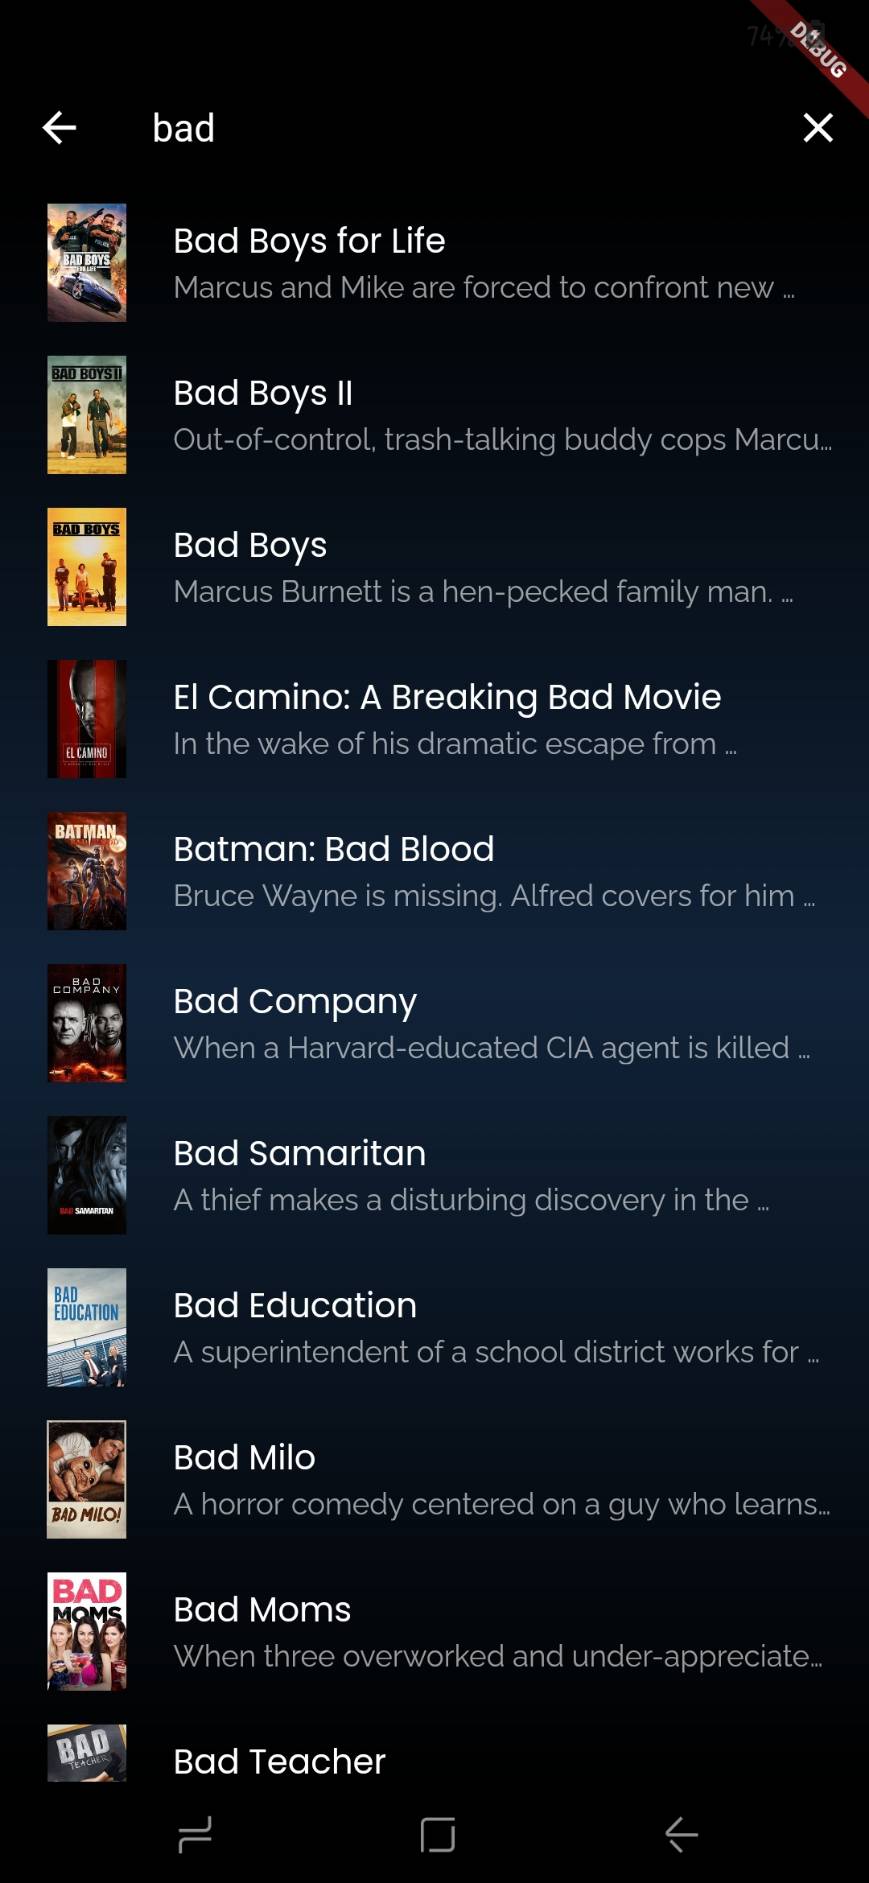 74%
DEBUG
bad
BAD BOYS
FOR LIFE
Bad Boys for Life
Marcus and Mike are forced to confront new ...
BAD BOYS II
Bad Boys II
Out-of-control, trash-talking buddy cops Marcu...
BAD BOYS
Bad Boys
Marcus Burnett is a hen-pecked family man. ...
EL CAMINO
El Camino: A Breaking Bad Movie
In the wake of his dramatic escape from ...
BATMAN
Batman: Bad Blood
Bruce Wayne is missing. Alfred covers for him ...
BAD
COMPANY
Bad Company
When a Harvard-educated CIA agent is killed ...
BAD SAMARITAN
Bad Samaritan
A thief makes a disturbing discovery in the ...
BAD
EDUCATION
Bad Education
A superintendent of a school district works for ...
BAD MILO!
Bad Milo
A horror comedy centered on a guy who learns...
BAD
MOMS
Bad Moms
When three overworked and under-appreciate...
BAD
TEACHER
Bad Teacher